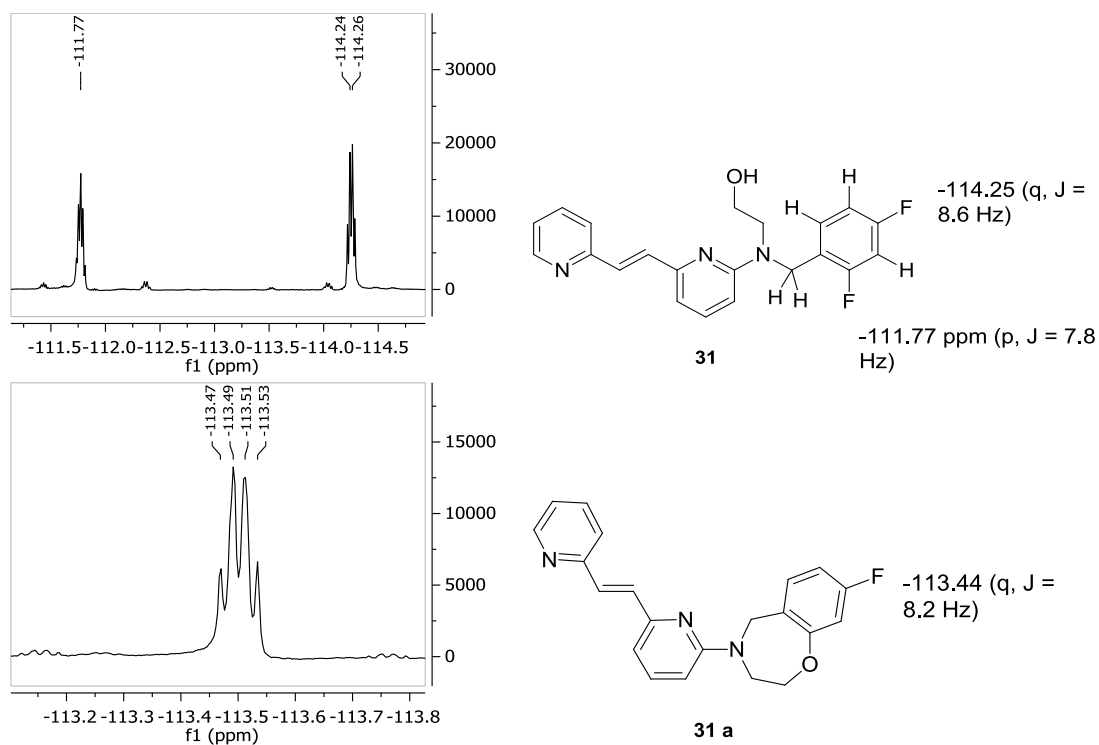 -111.77
-114.24
-114.26
30000
20000
10000
0
-111.5-112.0-112.5-113.0-113.5-114.0-114.5
f1 (ppm)
OH
H
H
F
N
N
N
H
F
H H
31
-114.25 (q, J =
8.6 Hz)
-111.77 ppm (p, J = 7.8
Hz)
-113.47
-113.49
-113.51
-113.53
15000
10000
5000
0
-113.2-113.3-113.4-113.5-113.6-113.7-113.8
f1 (ppm)
N
F
N
N
O
31 a
-113.44 (q, J =
8.2 Hz)